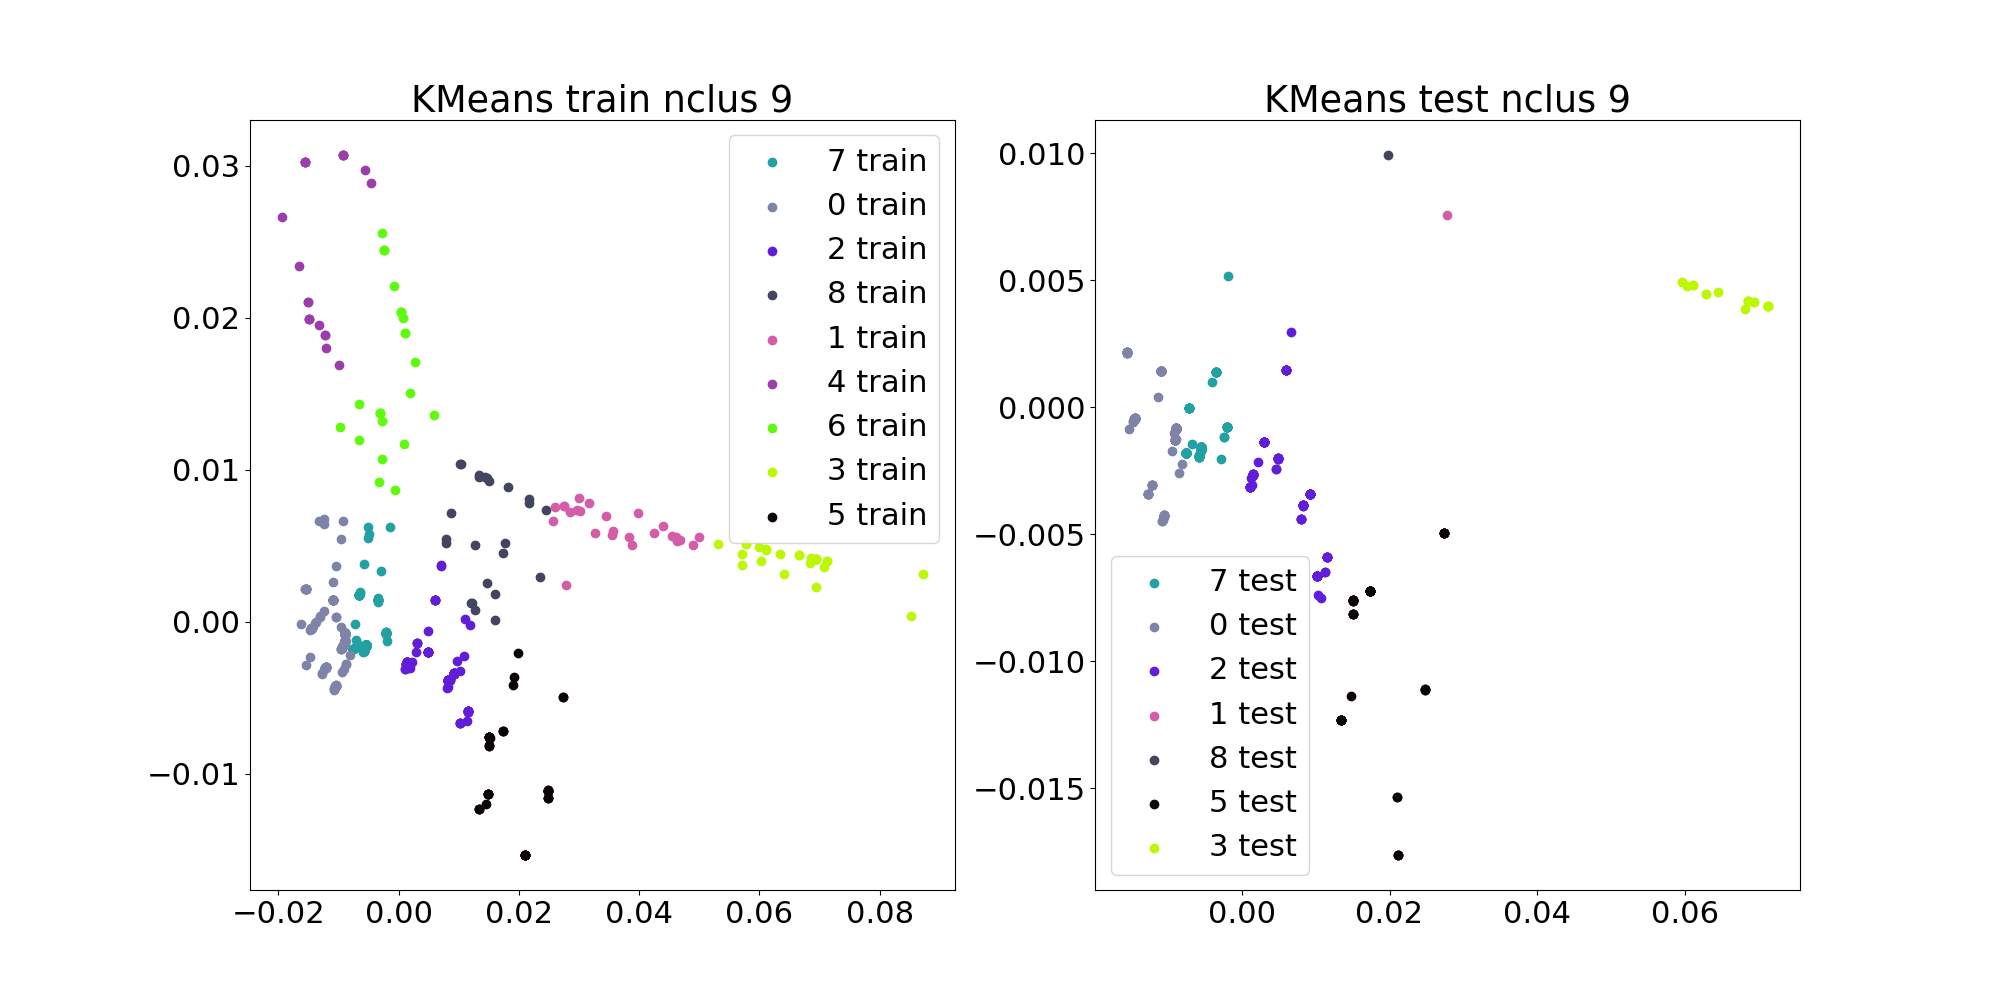 KMeans train nclus 9
0.03
0.02
0.01
0.00
−0.01
−0.02
0.00
0.02
0.04
0.06
0.08
7 train
0 train
2 train
8 train
1 train
4 train
6 train
3 train
5 train
KMeans test nclus 9
0.010
0.005
0.000
−0.005
−0.010
−0.015
0.00
0.02
0.04
0.06
7 test
0 test
2 test
1 test
8 test
5 test
3 test